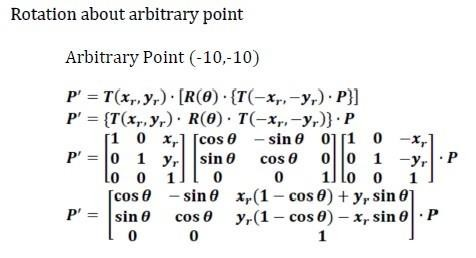 Rotation about arbitrary point
Arbitrary Point (-10,-10)
P′ = T(xᵣ, yᵣ) · [R(θ) · {T(−xᵣ, −yᵣ) · P}]
P′ = {T(xᵣ, yᵣ) · R(θ) · T(−xᵣ, −yᵣ)} · P
P′ = [1 0 xᵣ; 0 1 yᵣ; 0 0 1] [cos θ − sin θ 0; sin θ cos θ 0; 0 0 1] [1 0 −xᵣ; 0 1 −yᵣ; 0 0 1] · P
P′ = [cos θ − sin θ xᵣ(1 − cos θ) + yᵣ sin θ; sin θ cos θ yᵣ(1 − cos θ) − xᵣ sin θ; 0 0 1] · P